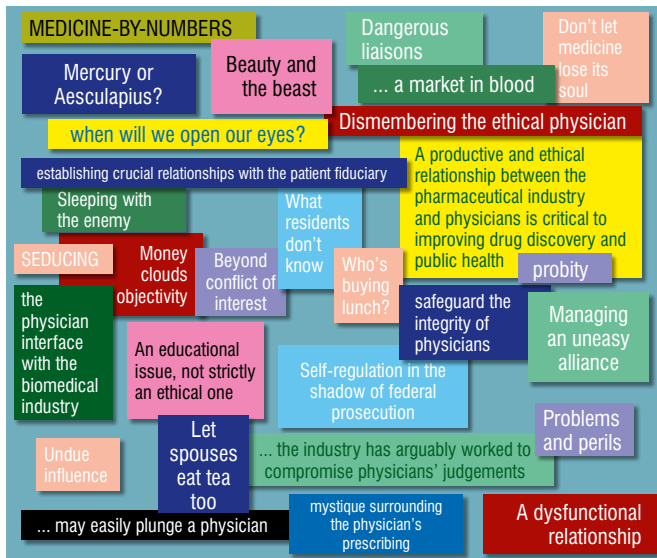 MEDICINE-BY-NUMBERS
Dangerous
liaisons
Don't let
medicine
lose its
soul
Mercury or
Aesculapius?
Beauty and
the beast
... a market in blood
Dismembering the ethical physician
when will we open our eyes?
establishing crucial relationships with the patient fiduciary
A productive and ethical
relationship between the
pharmaceutical industry
and physicians is critical to
improving drug discovery and
public health
Sleeping with
the enemy
What
residents
don't
know
SEDUCING
Money
clouds
objectivity
Beyond
conflict of
interest
Who's
buying
lunch?
probity
the
physician
interface
with the
biomedical
industry
safeguard the
integrity of
physicians
Managing
an uneasy
alliance
An educational
issue, not strictly
an ethical one
Self-regulation in the
shadow of federal
prosecution
Let
spouses
eat tea
too
Problems
and perils
Undue
influence
... the industry has arguably worked to
compromise physicians' judgements
... may easily plunge a physician
mystique surrounding
the physician's
prescribing
A dysfunctional
relationship